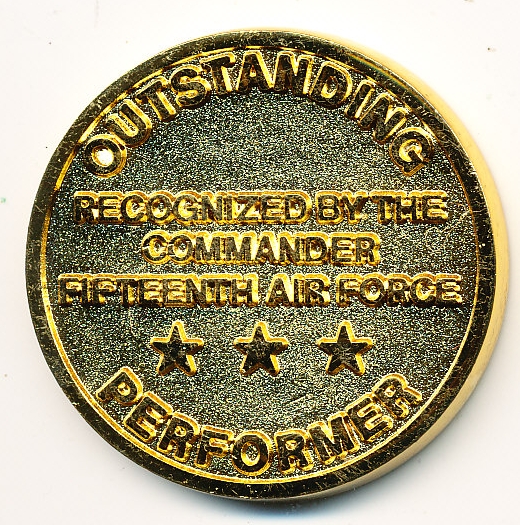 OUTSTANDING
RECOGNIZED BY THE
COMMANDER
FIFTEENTH AIR FORCE
PERFORMER